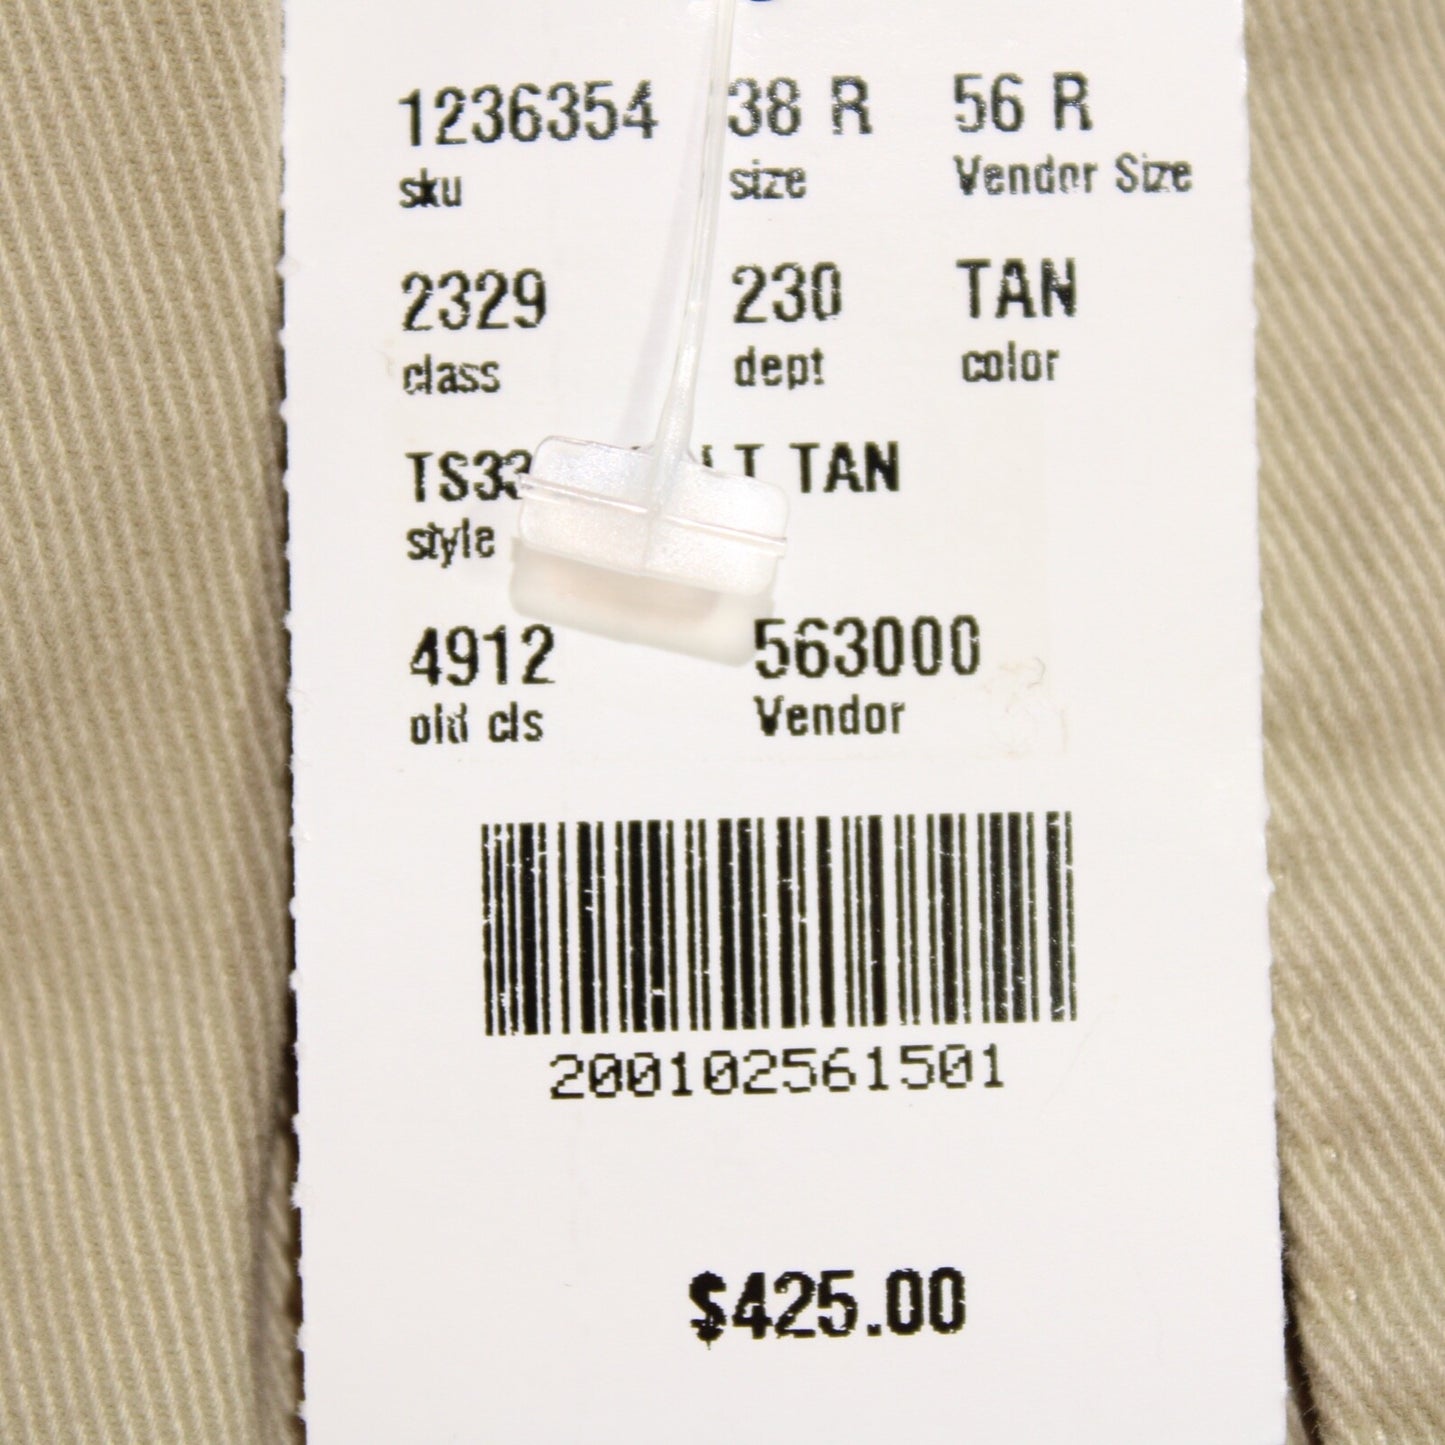 1236354 38 R 56 R
sku size Vendor Size
2329 230 TAN
class dept color
TAN
style
4912 563000
old cls Vendor
200102561501
$425.00